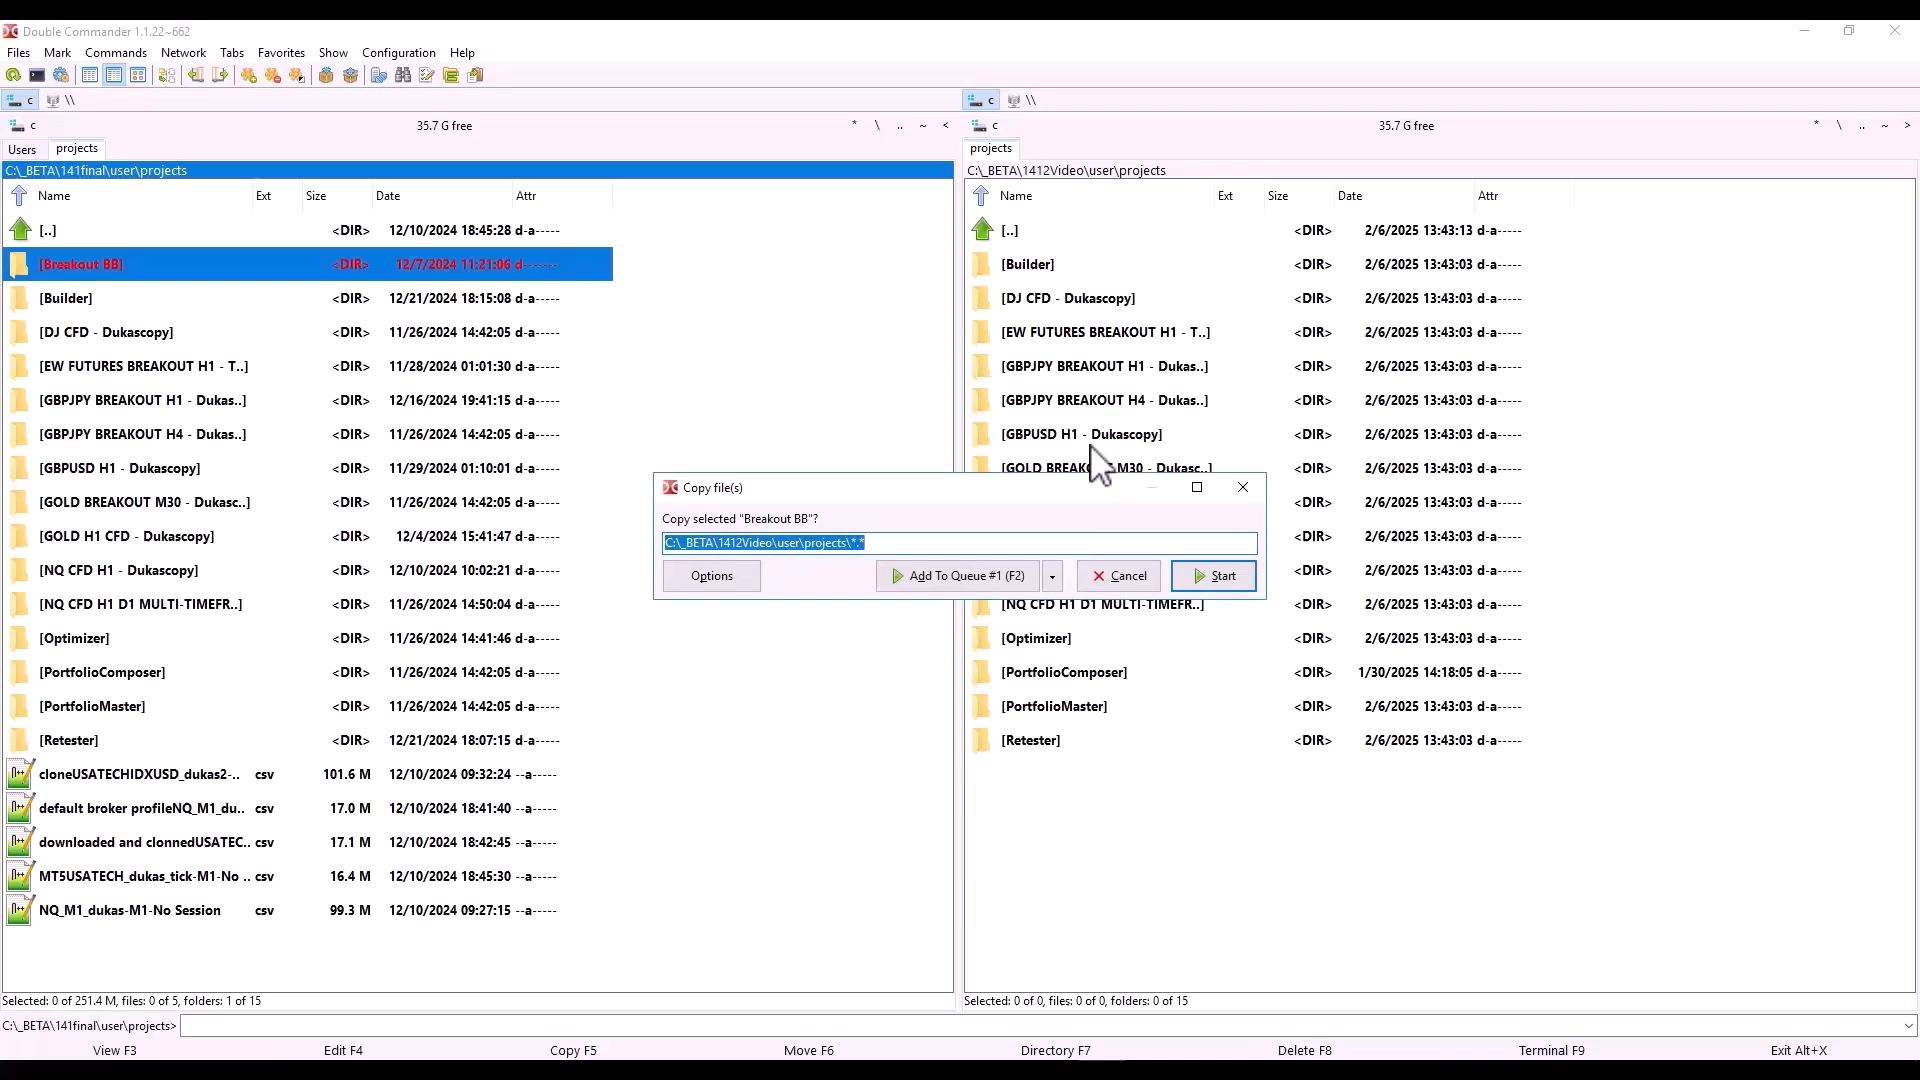 Double Commander 1.1.22~662
Files Mark Commands Network Tabs Favorites Show Configuration Help
c \\ c \\
c 35.7 G free * \ .. ~ < c 35.7 G free * \ .. ~ >
Users projects projects
C:\_BETA\141final\user\projects C:\_BETA\1412Video\user\projects
Name Ext Size Date Attr Name Ext Size Date Attr
[..] <DIR> 12/10/2024 18:45:28 d-a----- [..] <DIR> 2/6/2025 13:43:13 d-a-----
[Breakout BB] <DIR> 12/7/2024 11:21:06 d------- [Builder] <DIR> 2/6/2025 13:43:03 d-a-----
[Builder] <DIR> 12/21/2024 18:15:08 d-a----- [DJ CFD - Dukascopy] <DIR> 2/6/2025 13:43:03 d-a-----
[DJ CFD - Dukascopy] <DIR> 11/26/2024 14:42:05 d-a----- [EW FUTURES BREAKOUT H1 - T..] <DIR> 2/6/2025 13:43:03 d-a-----
[EW FUTURES BREAKOUT H1 - T..] <DIR> 11/28/2024 01:01:30 d-a----- [GBPJPY BREAKOUT H1 - Dukas..] <DIR> 2/6/2025 13:43:03 d-a-----
[GBPJPY BREAKOUT H1 - Dukas..] <DIR> 12/16/2024 19:41:15 d-a----- [GBPJPY BREAKOUT H4 - Dukas..] <DIR> 2/6/2025 13:43:03 d-a-----
[GBPJPY BREAKOUT H4 - Dukas..] <DIR> 11/26/2024 14:42:05 d-a----- [GBPUSD H1 - Dukascopy] <DIR> 2/6/2025 13:43:03 d-a-----
[GBPUSD H1 - Dukascopy] <DIR> 11/29/2024 01:10:01 d-a----- [GOLD M30 - Dukasc..] <DIR> 2/6/2025 13:43:03 d-a-----
[GOLD BREAKOUT M30 - Dukasc..] <DIR> 11/26/2024 14:42:05 d-a----- <DIR> 2/6/2025 13:43:03 d-a-----
[GOLD H1 CFD - Dukascopy] <DIR> 12/4/2024 15:41:47 d-a----- <DIR> 2/6/2025 13:43:03 d-a-----
[NQ CFD H1 - Dukascopy] <DIR> 12/10/2024 10:02:21 d-a----- <DIR> 2/6/2025 13:43:03 d-a-----
[NQ CFD H1 D1 MULTI-TIMEFR..] <DIR> 11/26/2024 14:50:04 d-a----- [NQ CFD H1 D1 MULTI-TIMEFR..] <DIR> 2/6/2025 13:43:03 d-a-----
[Optimizer] <DIR> 11/26/2024 14:41:46 d-a----- [Optimizer] <DIR> 2/6/2025 13:43:03 d-a-----
[PortfolioComposer] <DIR> 11/26/2024 14:42:05 d-a----- [PortfolioComposer] <DIR> 1/30/2025 14:18:05 d-a-----
[PortfolioMaster] <DIR> 11/26/2024 14:42:05 d-a----- [PortfolioMaster] <DIR> 2/6/2025 13:43:03 d-a-----
[Retester] <DIR> 12/21/2024 18:07:15 d-a----- [Retester] <DIR> 2/6/2025 13:43:03 d-a-----
cloneUSATECHIDXUSD_dukas2-.. csv 101.6 M 12/10/2024 09:32:24 --a-----
default broker profileNQ_M1_du.. csv 17.0 M 12/10/2024 18:41:40 --a-----
downloaded and clonnedUSATEC.. csv 17.1 M 12/10/2024 18:42:45 --a-----
MT5USATECH_dukas_tick-M1-No .. csv 16.4 M 12/10/2024 18:45:30 --a-----
NQ_M1_dukas-M1-No Session csv 99.3 M 12/10/2024 09:27:15 --a-----
Copy file(s)
Copy selected "Breakout BB"?
C:\_BETA\1412Video\user\projects\*.*
Options Add To Queue #1 (F2) Cancel Start
Selected: 0 of 251.4 M, files: 0 of 5, folders: 1 of 15 Selected: 0 of 0, files: 0 of 0, folders: 0 of 15
C:\_BETA\141final\user\projects>
View F3 Edit F4 Copy F5 Move F6 Directory F7 Delete F8 Terminal F9 Exit Alt+X